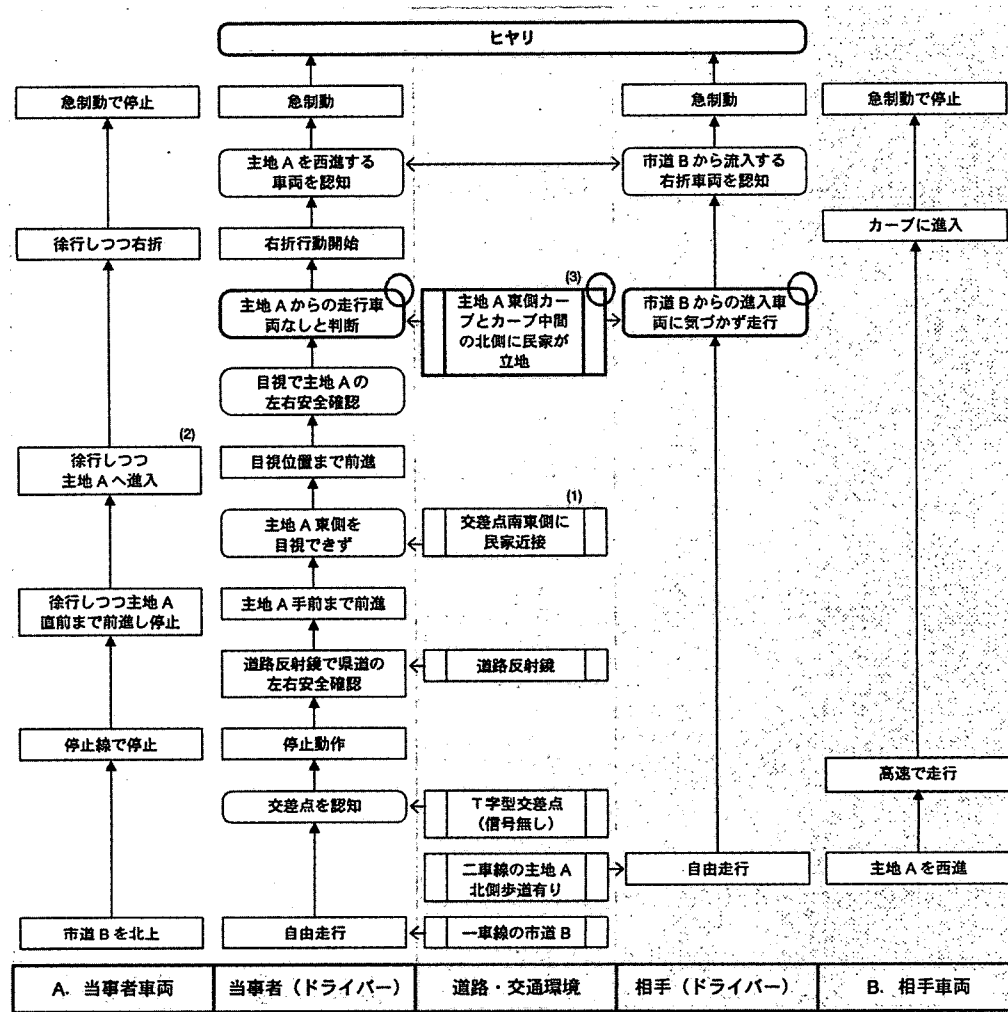 ヒヤリ
急制動で停止
急制動
急制動
急制動で停止
主地Aを西進する
車両を認知
市道Bから流入する
右折車両を認知
徐行しつつ右折
右折行動開始
カーブに進入
主地Aからの走行車
両なしと判断
(3)
主地A東側カー
ブとカーブ中間
の北側に民家が
立地
市道Bからの進入車
両に気づかず走行
目視で主地Aの
左右安全確認
(2)
徐行しつつ
主地Aへ進入
目視位置まで前進
主地A東側を
目視できず
(1)
交差点南東側に
民家近接
徐行しつつ主地A
直前まで前進し停止
主地A手前まで前進
道路反射鏡で県道の
左右安全確認
道路反射鏡
停止線で停止
停止動作
高速で走行
交差点を認知
T字型交差点
(信号無し)
二車線の主地A
北側歩道有り
自由走行
主地Aを西進
市道Bを北上
自由走行
一車線の市道B
A. 当事者車両
当事者(ドライバー)
道路・交通環境
相手(ドライバー)
B. 相手車両